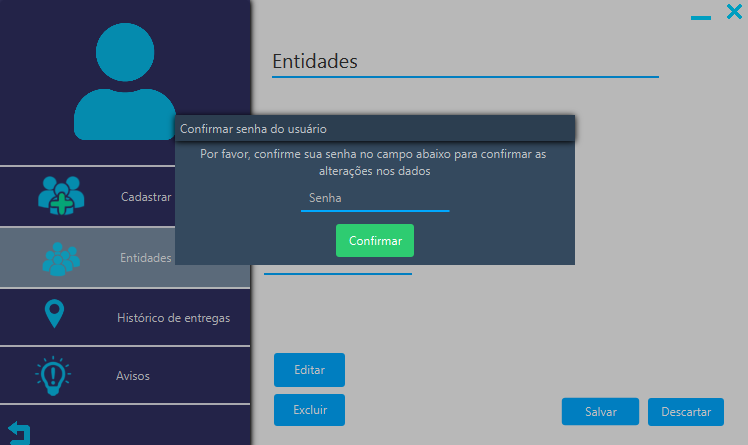 Entidades
Confirmar senha do usuário
Por favor, confirme sua senha no campo abaixo para confirmar as
alterações nos dados
Senha
Confirmar
Cadastrar
Entidades
Histórico de entregas
Avisos
Editar
Excluir
Salvar
Descartar